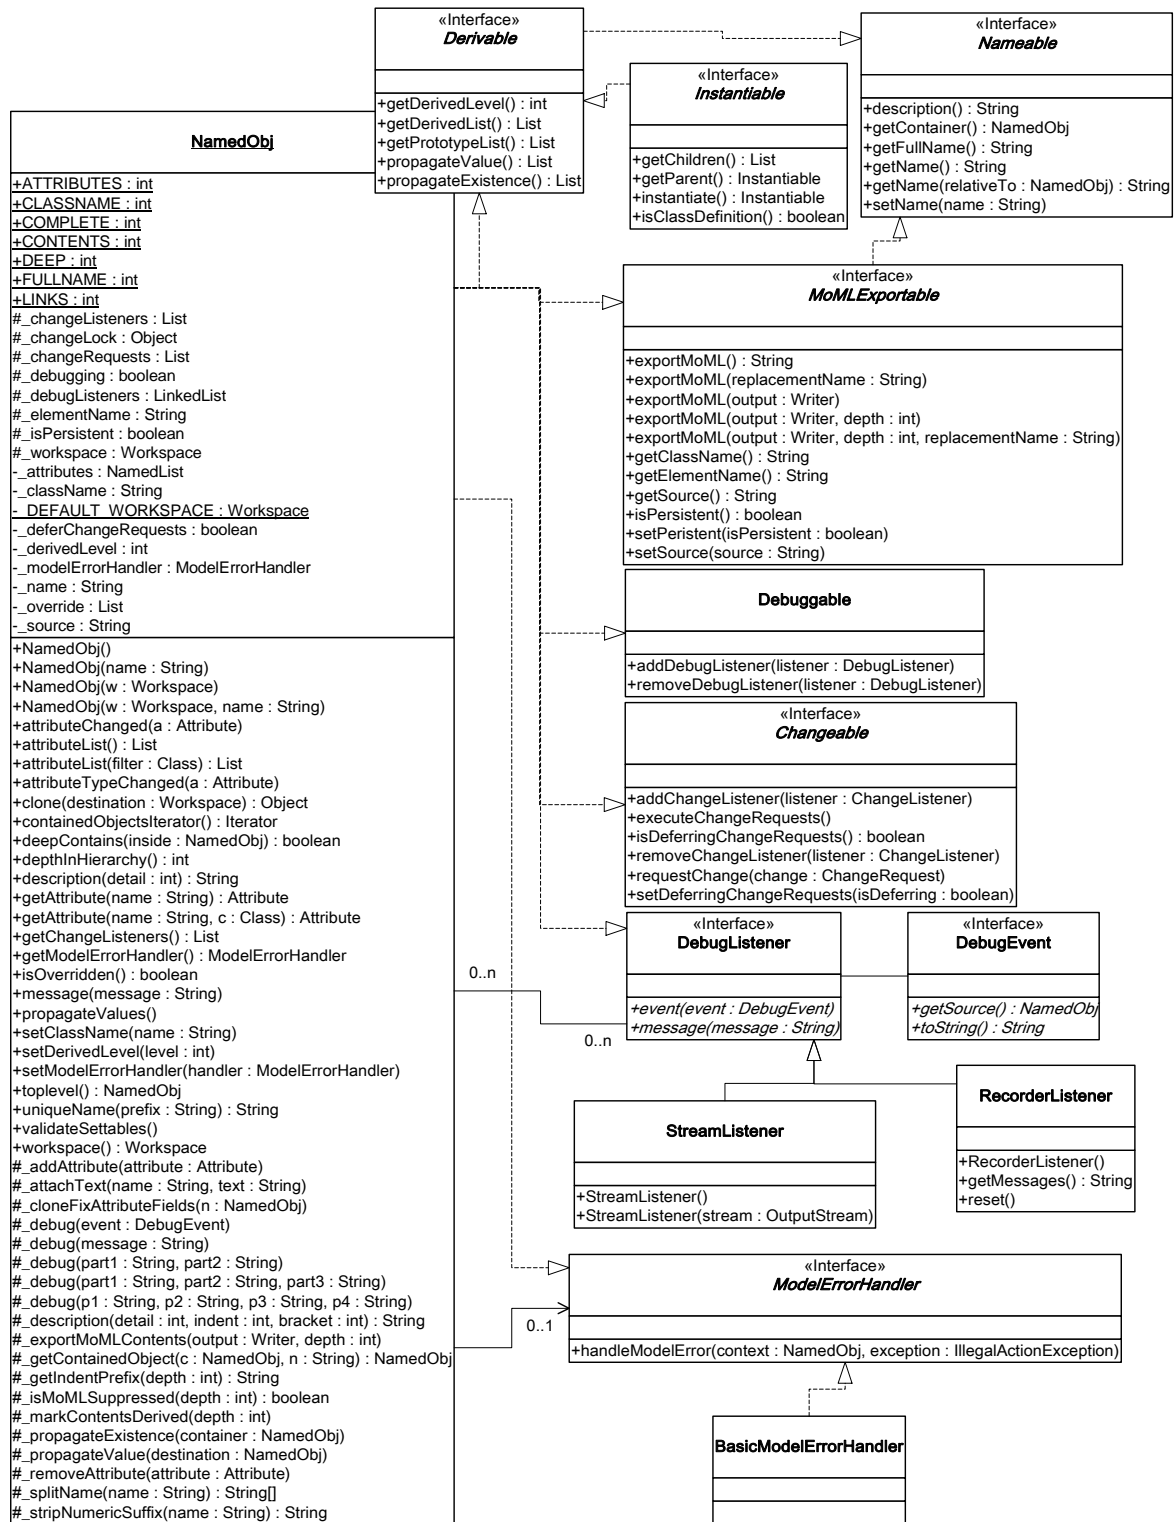 «Interface»
Derivable
+getDerivedLevel() : int
+getDerivedList() : List
+getPrototypeList() : List
+propagateValue() : List
+propagateExistence() : List
«Interface»
Nameable
+description() : String
+getContainer() : NamedObj
+getFullName() : String
+getName() : String
+getName(relativeTo : NamedObj) : String
+setName(name : String)
«Interface»
Instantiable
+getChildren() : List
+getParent() : Instantiable
+instantiate() : Instantiable
+isClassDefinition() : boolean
NamedObj
+ATTRIBUTES : int
+CLASSNAME : int
+COMPLETE : int
+CONTENTS : int
+DEEP : int
+FULLNAME : int
+LINKS : int
#_changeListeners : List
#_changeLock : Object
#_changeRequests : List
#_debugging : boolean
#_debugListeners : LinkedList
#_elementName : String
#_isPersistent : boolean
#_workspace : Workspace
-_attributes : NamedList
-_className : String
-_DEFAULT_WORKSPACE : Workspace
-_deferChangeRequests : boolean
-_derivedLevel : int
-_modelErrorHandler : ModelErrorHandler
-_name : String
-_override : List
-_source : String
+NamedObj()
+NamedObj(name : String)
+NamedObj(w : Workspace)
+NamedObj(w : Workspace, name : String)
+attributeChanged(a : Attribute)
+attributeList() : List
+attributeList(filter : Class) : List
+attributeTypeChanged(a : Attribute)
+clone(destination : Workspace) : Object
+containedObjectsIterator() : Iterator
+deepContains(inside : NamedObj) : boolean
+depthInHierarchy() : int
+description(detail : int) : String
+getAttribute(name : String) : Attribute
+getAttribute(name : String, c : Class) : Attribute
+getChangeListeners() : List
+getModelErrorHandler() : ModelErrorHandler
+isOverridden() : boolean
+message(message : String)
+propagateValues()
+setClassName(name : String)
+setDerivedLevel(level : int)
+setModelErrorHandler(handler : ModelErrorHandler)
+toplevel() : NamedObj
+uniqueName(prefix : String) : String
+validateSettables()
+workspace() : Workspace
#_addAttribute(attribute : Attribute)
#_attachText(name : String, text : String)
#_cloneFixAttributeFields(n : NamedObj)
#_debug(event : DebugEvent)
#_debug(message : String)
#_debug(part1 : String, part2 : String)
#_debug(part1 : String, part2 : String, part3 : String)
#_debug(p1 : String, p2 : String, p3 : String, p4 : String)
#_description(detail : int, indent : int, bracket : int) : String
#_exportMoMLContents(output : Writer, depth : int)
#_getContainedObject(c : NamedObj, n : String) : NamedObj
#_getIndentPrefix(depth : int) : String
#_isMoMLSuppressed(depth : int) : boolean
#_markContentsDerived(depth : int)
#_propagateExistence(container : NamedObj)
#_propagateValue(destination : NamedObj)
#_removeAttribute(attribute : Attribute)
#_splitName(name : String) : String[]
#_stripNumericSuffix(name : String) : String
«Interface»
MoMLExportable
+exportMoML() : String
+exportMoML(replacementName : String)
+exportMoML(output : Writer)
+exportMoML(output : Writer, depth : int)
+exportMoML(output : Writer, depth : int, replacementName : String)
+getClassName() : String
+getElementName() : String
+getSource() : String
+isPersistent() : boolean
+setPeristent(isPersistent : boolean)
+setSource(source : String)
Debuggable
+addDebugListener(listener : DebugListener)
+removeDebugListener(listener : DebugListener)
«Interface»
Changeable
+addChangeListener(listener : ChangeListener)
+executeChangeRequests()
+isDeferringChangeRequests() : boolean
+removeChangeListener(listener : ChangeListener)
+requestChange(change : ChangeRequest)
+setDeferringChangeRequests(isDeferring : boolean)
«Interface»
DebugListener
+event(event : DebugEvent)
+message(message : String)
«Interface»
DebugEvent
+getSource() : NamedObj
+toString() : String
0..n
0..n
StreamListener
+StreamListener()
+StreamListener(stream : OutputStream)
RecorderListener
+RecorderListener()
+getMessages() : String
+reset()
«Interface»
ModelErrorHandler
+handleModelError(context : NamedObj, exception : IllegalActionException)
0..1
BasicModelErrorHandler